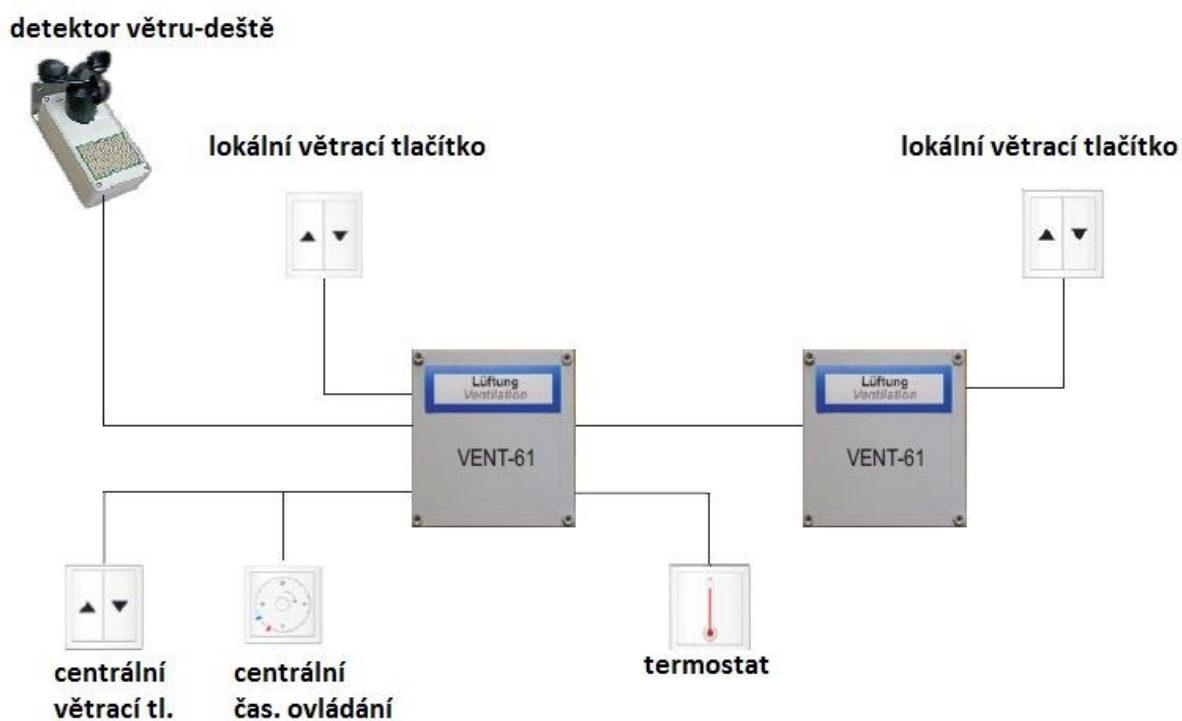 detektor větru-deště
lokální větrací tlačítko
lokální větrací tlačítko
Lüftung
Ventilation
VENT-61
Lüftung
Ventilation
VENT-61
centrální
větrací tl.
centrální
čas. ovládání
termostat